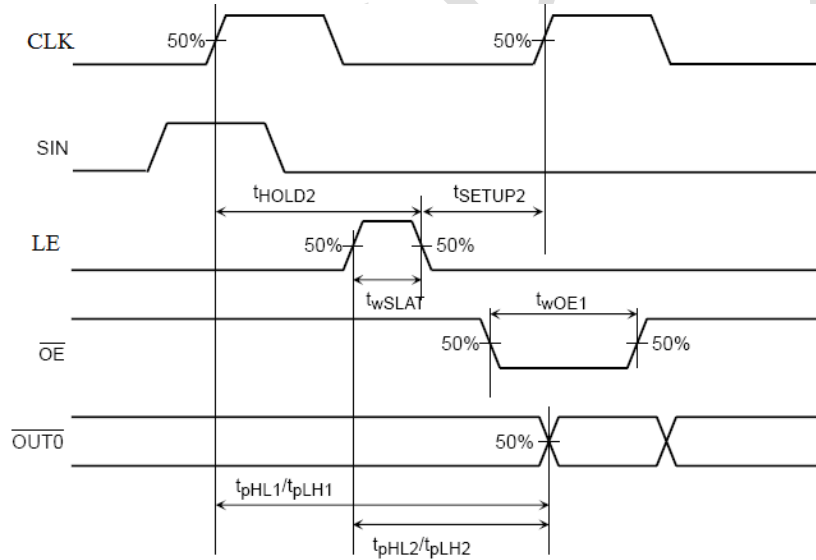 CLK
50%
50%
SIN
tHOLD2
tSETUP2
LE
50%
50%
twSLAT
twOE1
OE
50%
50%
OUT0
50%
tpHL1/tpLH1
tpHL2/tpLH2